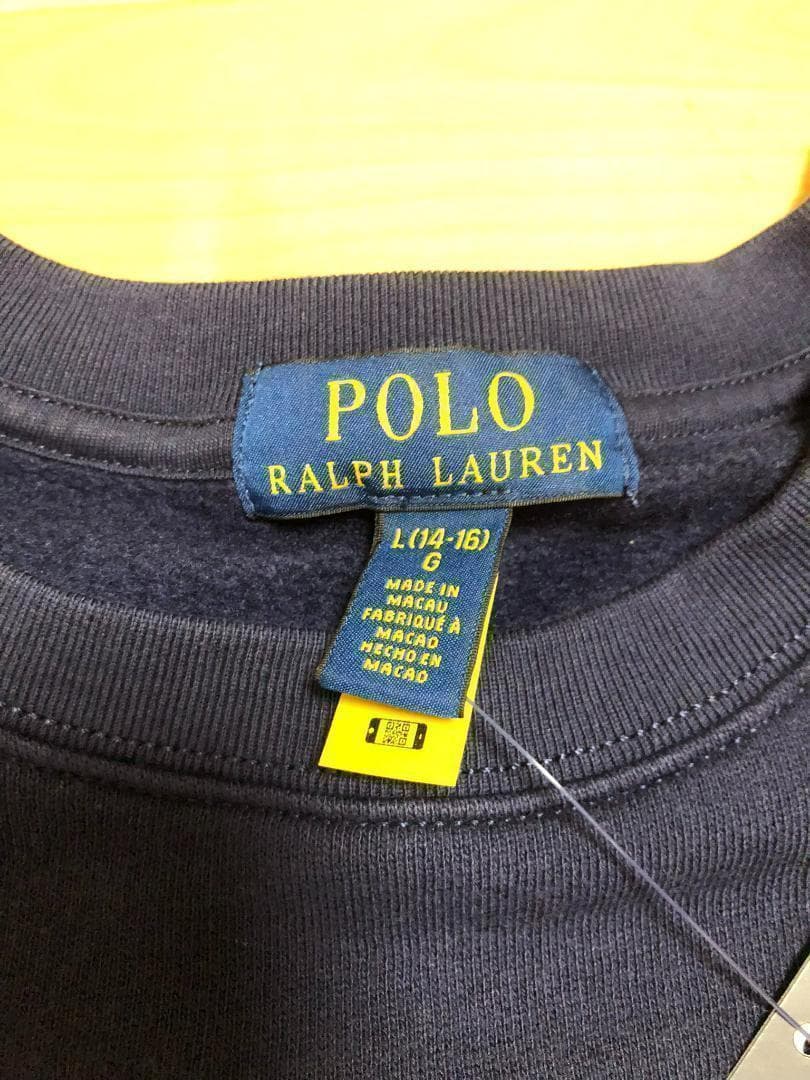 POLO
RALPH LAUREN
L(14-16)
G
MADE IN
MACAU
FABRIQUÉ À
MACAO
HECHO EN
MACAO